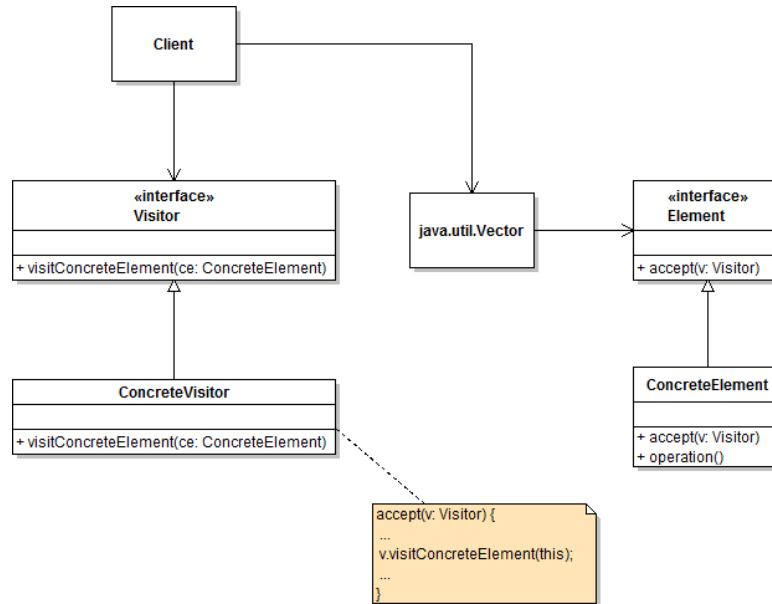 Client
«interface»
Visitor
+ visitConcreteElement(ce: ConcreteElement)
java.util.Vector
«interface»
Element
+ accept(v: Visitor)
ConcreteVisitor
+ visitConcreteElement(ce: ConcreteElement)
ConcreteElement
+ accept(v: Visitor)
+ operation()
accept(v: Visitor) {
...
v.visitConcreteElement(this);
...
}